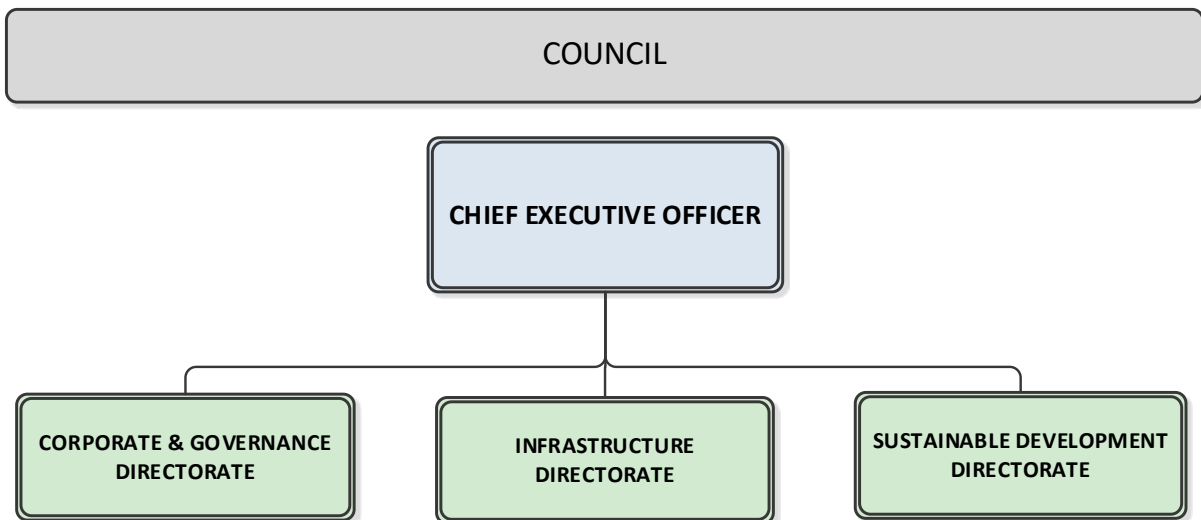 COUNCIL
CHIEF EXECUTIVE OFFICER
CORPORATE & GOVERNANCE
DIRECTORATE
INFRASTRUCTURE
DIRECTORATE
SUSTAINABLE DEVELOPMENT
DIRECTORATE